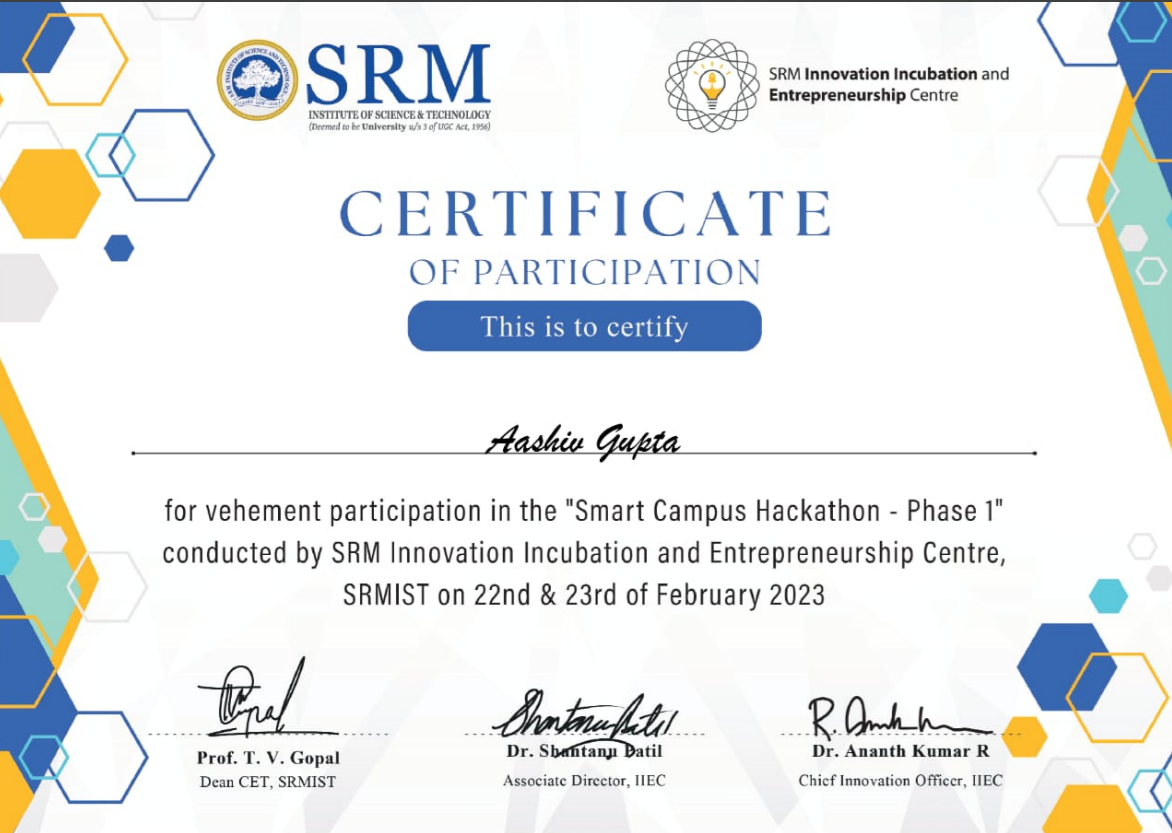 SRM
INSTITUTE OF SCIENCE & TECHNOLOGY
(Deemed to be University u/s 3 of UGC Act, 1956)
SRM Innovation Incubation and
Entrepreneurship Centre
CERTIFICATE
OF PARTICIPATION
This is to certify
Aashiv Gupta
for vehement participation in the "Smart Campus Hackathon - Phase 1"
conducted by SRM Innovation Incubation and Entrepreneurship Centre,
SRMIST on 22nd & 23rd of February 2023
Prof. T. V. Gopal
Dean CET, SRMIST
Dr. Shantanu Patil
Associate Director, IIEC
Dr. Ananth Kumar R
Chief Innovation Officer, IIEC